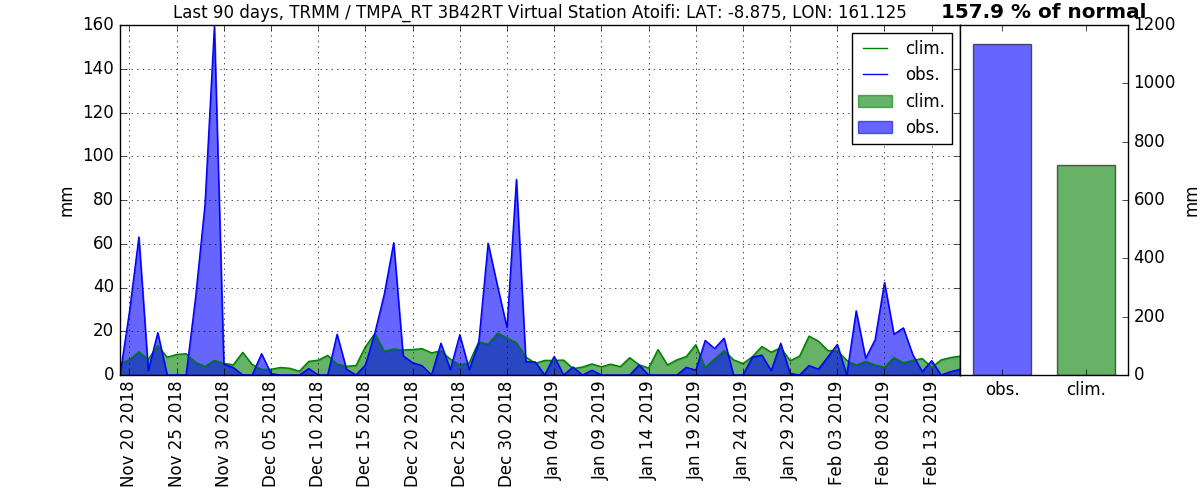 Last 90 days, TRMM / TMPA_RT 3B42RT Virtual Station Atoifi: LAT: -8.875, LON: 161.125
157.9 % of normal
160
140
120
100
80
60
40
20
0
mm
clim.
obs.
clim.
obs.
1200
1000
800
600
400
200
0
mm
obs.
clim.
Nov 20 2018
Nov 25 2018
Nov 30 2018
Dec 05 2018
Dec 10 2018
Dec 15 2018
Dec 20 2018
Dec 25 2018
Dec 30 2018
Jan 04 2019
Jan 09 2019
Jan 14 2019
Jan 19 2019
Jan 24 2019
Jan 29 2019
Feb 03 2019
Feb 08 2019
Feb 13 2019